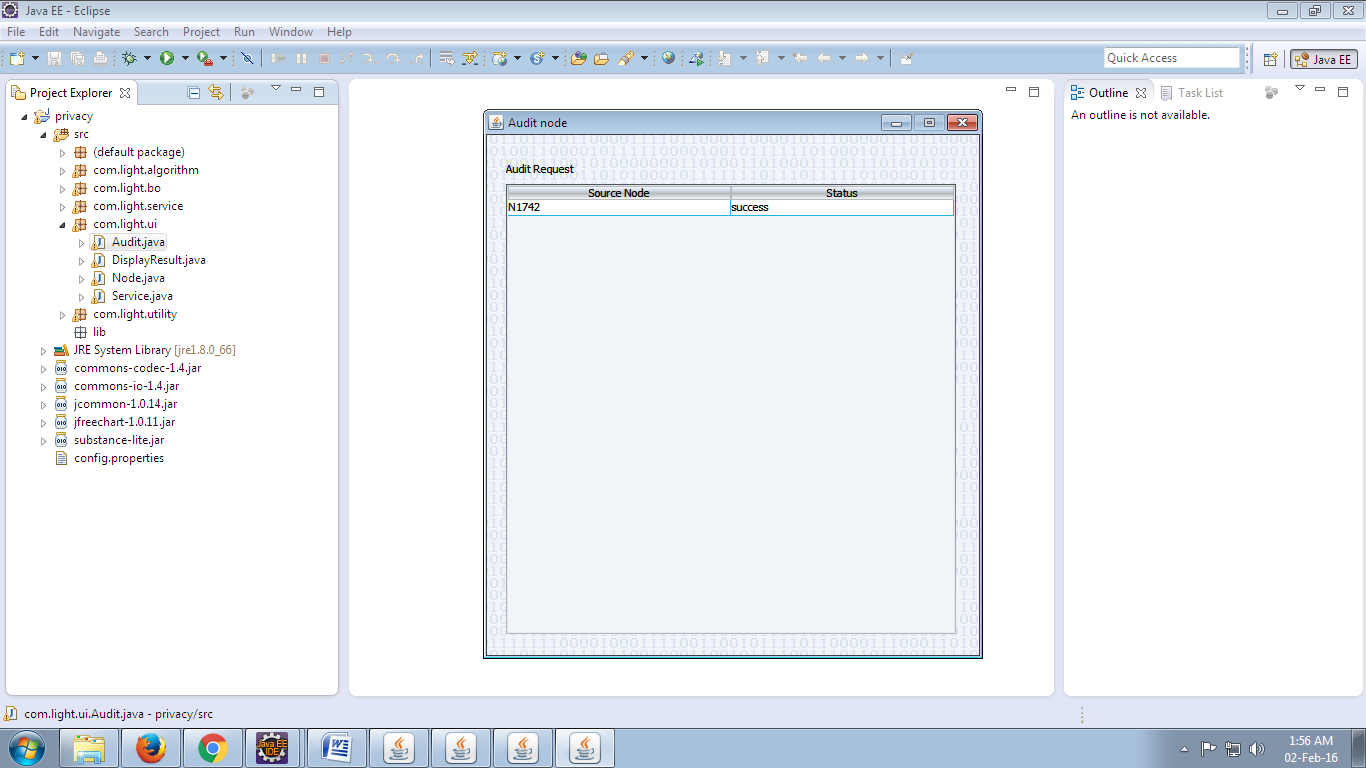 Java EE - Eclipse
File Edit Navigate Search Project Run Window Help
Quick Access
Java EE
Project Explorer
privacy
src
(default package)
com.light.algorithm
com.light.bo
com.light.service
com.light.ui
Audit.java
DisplayResult.java
Node.java
Service.java
com.light.utility
lib
JRE System Library [jre1.8.0_66]
commons-codec-1.4.jar
commons-io-1.4.jar
jcommon-1.0.14.jar
jfreechart-1.0.11.jar
substance-lite.jar
config.properties
Audit node
Audit Request
Source Node Status
N1742 success
Outline Task List
An outline is not available.
com.light.ui.Audit.java - privacy/src
Java EE
IDE
1:56 AM
02-Feb-16